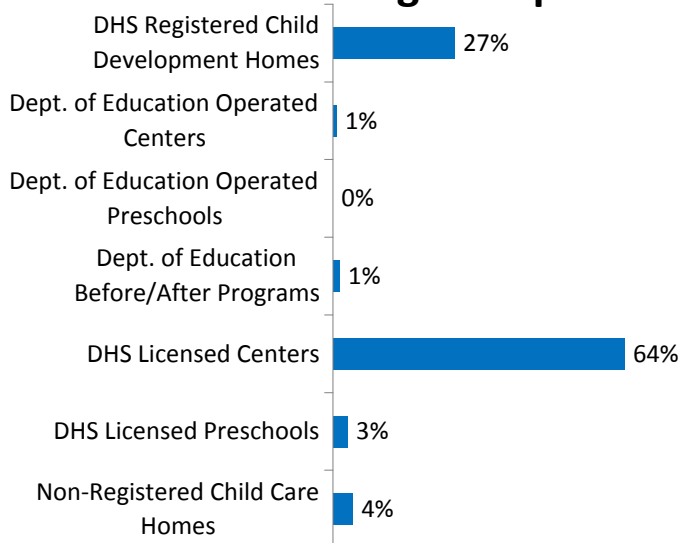 DHS Registered Child
Development Homes
27%
Dept. of Education Operated
Centers
1%
Dept. of Education Operated
Preschools
0%
Dept. of Education
Before/After Programs
1%
DHS Licensed Centers
64%
DHS Licensed Preschools
3%
Non-Registered Child Care
Homes
4%